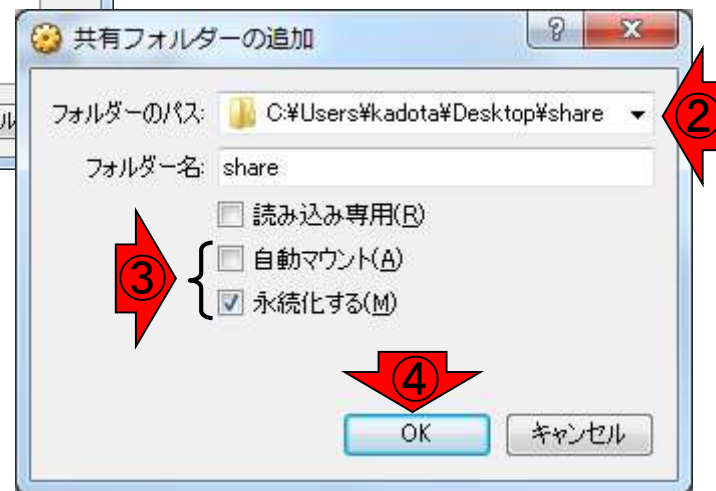 共有フォルダーの追加
フォルダーのパス: C:¥Users¥kadota¥Desktop¥share
②
フォルダー名: share
読み込み専用(R)
③
自動マウント(A)
永続化する(M)
④
OK キャンセル